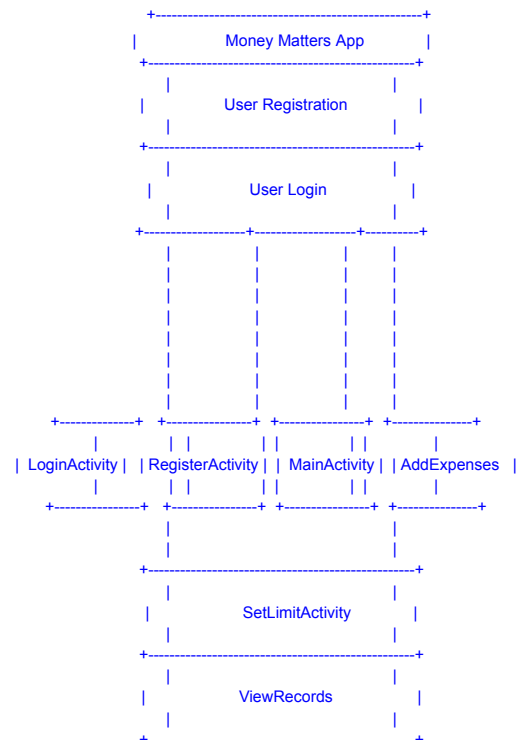 Money Matters App
User Registration
User Login
LoginActivity RegisterActivity MainActivity AddExpenses
SetLimitActivity
ViewRecords